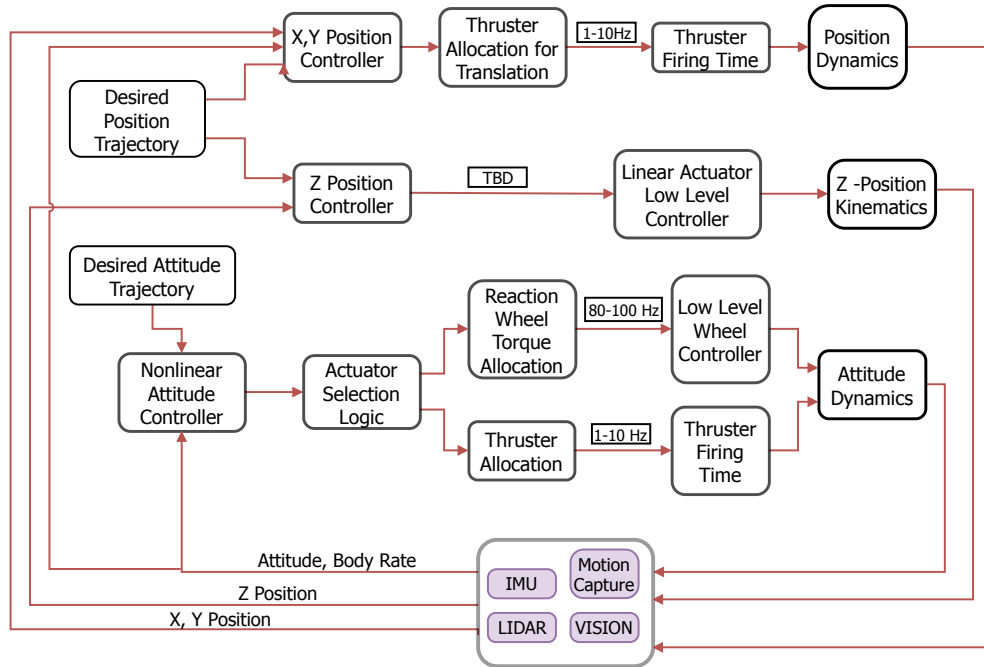 X,Y Position
Controller
Thruster
Allocation for
Translation
1-10Hz
Thruster
Firing Time
Position
Dynamics
Desired
Position
Trajectory
Z Position
Controller
TBD
Linear Actuator
Low Level
Controller
Z -Position
Kinematics
Desired Attitude
Trajectory
Nonlinear
Attitude
Controller
Actuator
Selection
Logic
Reaction
Wheel
Torque
Allocation
80-100 Hz
Low Level
Wheel
Controller
Thruster
Allocation
1-10 Hz
Thruster
Firing
Time
Attitude
Dynamics
Attitude, Body Rate
Z Position
X, Y Position
IMU
Motion
Capture
LIDAR
VISION